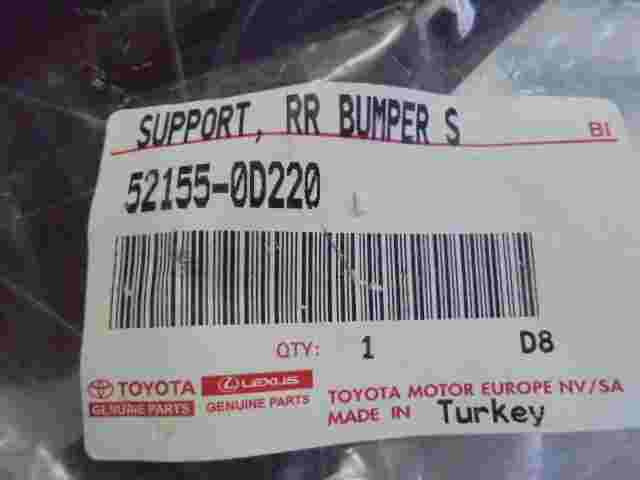 SUPPORT, RR BUMPER S
BI
52155-0D220
L
QTY: 1 D8
TOYOTA
GENUINE PARTS
LEXUS
GENUINE PARTS
TOYOTA MOTOR EUROPE NV/SA
MADE IN Turkey